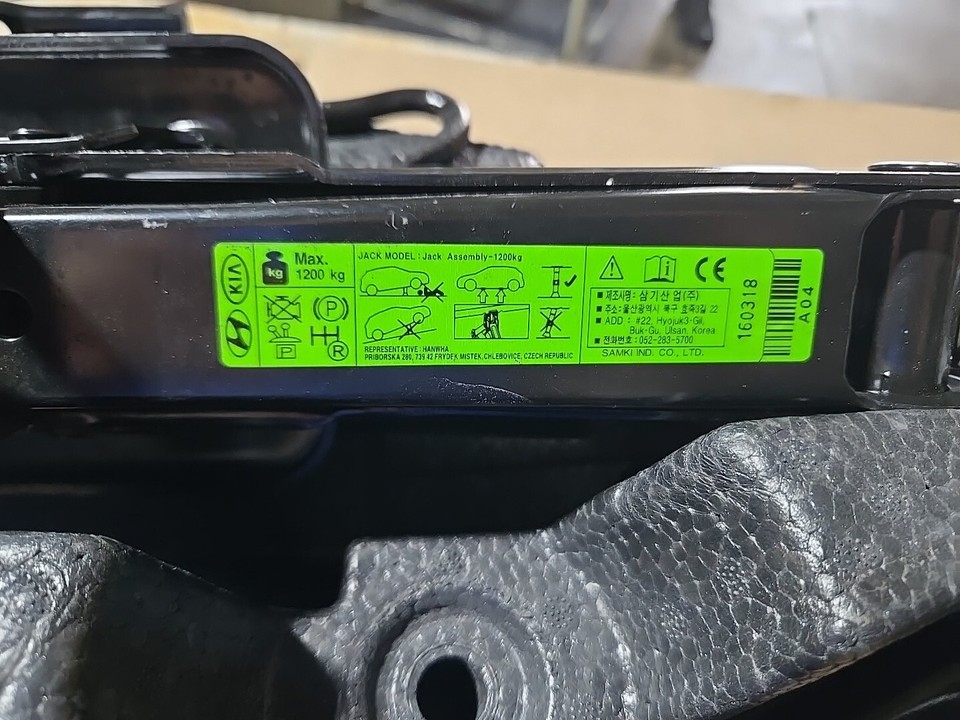 KIA
kg
Max.
1200 kg
(P)
P
R
JACK MODEL : Jack Assembly-1200kg
REPRESENTATIVE : HANWHA
PRIBORSKA 280, 739 42 FRYDEK MISTEK, CHLEBOVICE, CZECH REPUBLIC
CE
■ 제조사명: 삼기산업(주)
■ 주소: 울산광역시 북구 효죽3길 22
■ ADD : #22, Hyojuk3-Gil,
Buk-Gu, Ulsan, Korea
■ 전화번호 : 052-283-5700
SAMKI IND. CO., LTD.
160318
A04